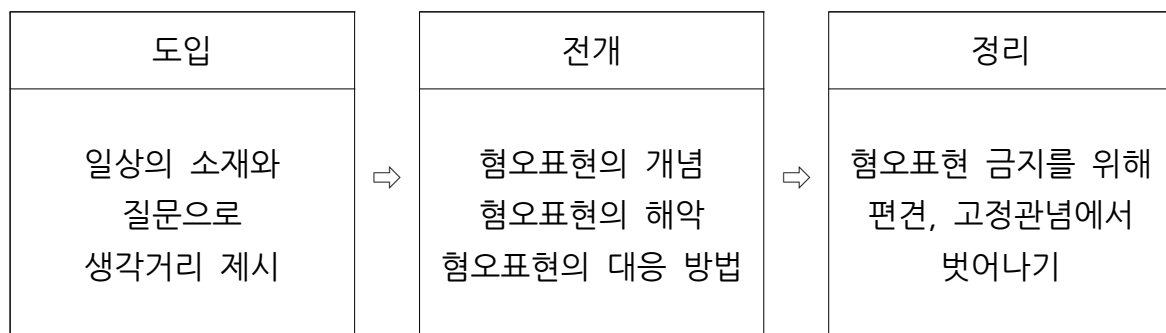 도입
일상의 소재와
질문으로
생각거리 제시
⇨
전개
혐오표현의 개념
혐오표현의 해악
혐오표현의 대응 방법
⇨
정리
혐오표현 금지를 위해
편견, 고정관념에서
벗어나기